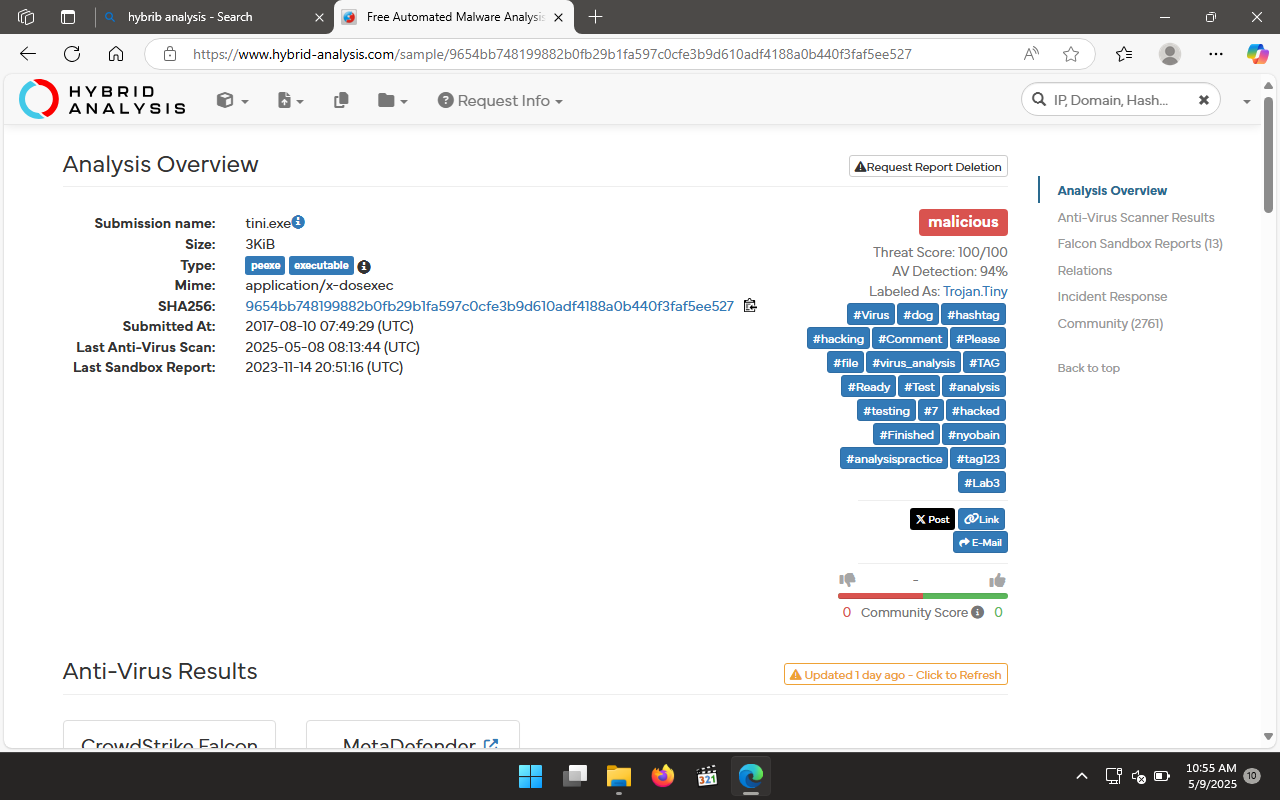 hybrib analysis - Search
Free Automated Malware Analysis
https://www.hybrid-analysis.com/sample/9654bb748199882b0fb29b1fa597c0cfe3b9d610adf4188a0b440f3faf5ee527
HYBRID
ANALYSIS
Request Info
IP, Domain, Hash...
Analysis Overview
Request Report Deletion
Submission name: tini.exe
Size: 3KiB
Type: peexe executable
Mime: application/x-dosexec
SHA256: 9654bb748199882b0fb29b1fa597c0cfe3b9d610adf4188a0b440f3faf5ee527
Submitted At: 2017-08-10 07:49:29 (UTC)
Last Anti-Virus Scan: 2025-05-08 08:13:44 (UTC)
Last Sandbox Report: 2023-11-14 20:51:16 (UTC)
malicious
Threat Score: 100/100
AV Detection: 94%
Labeled As: Trojan.Tiny
#Virus #dog #hashtag
#hacking #Comment #Please
#file #virus_analysis #TAG
#Ready #Test #analysis
#testing #7 #hacked
#Finished #nyobain
#analysispractice #tag123
#Lab3
X Post Link
E-Mail
-
0 Community Score 0
Analysis Overview
Anti-Virus Scanner Results
Falcon Sandbox Reports (13)
Relations
Incident Response
Community (2761)
Back to top
Anti-Virus Results
Updated 1 day ago - Click to Refresh
CrowdStrike Falcon
MetaDefender
321
10:55 AM
5/9/2025
10